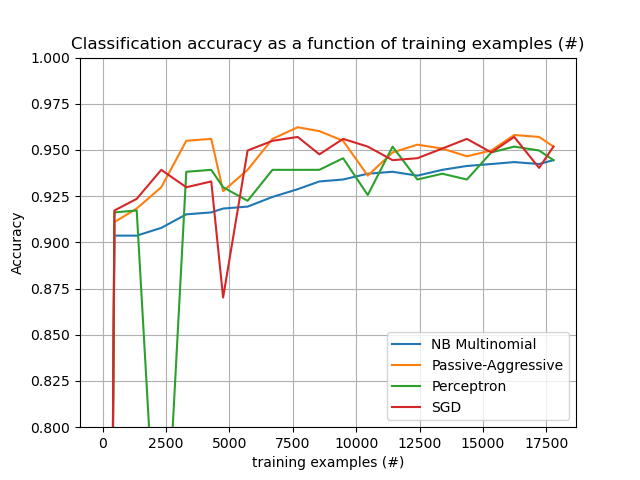 Classification accuracy as a function of training examples (#)
1.000
0.975
0.950
0.925
0.900
0.875
0.850
0.825
0.800
Accuracy
NB Multinomial
Passive-Aggressive
Perceptron
SGD
0 2500 5000 7500 10000 12500 15000 17500
training examples (#)